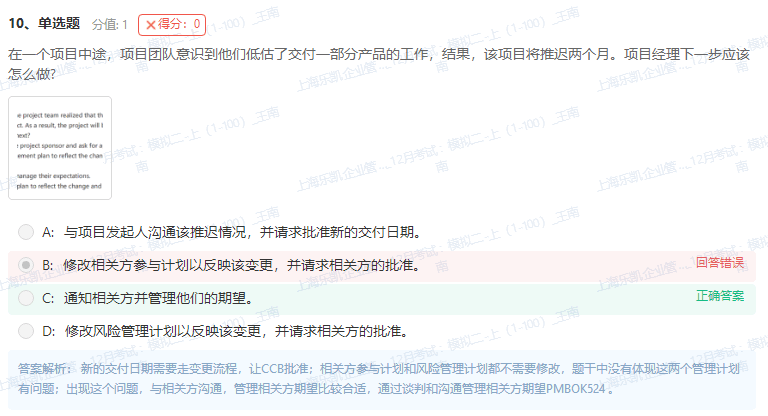 10、单选题 分值: 1 ×得分：0
在一个项目中途，项目团队意识到他们低估了交付一部分产品的工作，结果，该项目将推迟两个月。项目经理下一步应该
怎么做?
e project team realized that th
ct. As a result, the project will l
next?
project sponsor and ask for a
ement plan to reflect the chan
anage their expectations.
plan to reflect the change and
A: 与项目发起人沟通该推迟情况，并请求批准新的交付日期。
B: 修改相关方参与计划以反映该变更，并请求相关方的批准。 回答错误
C: 通知相关方并管理他们的期望。 正确答案
D: 修改风险管理计划以反映该变更，并请求相关方的批准。
答案解析： 新的交付日期需要走变更流程，让CCB批准；相关方参与计划和风险管理计划都不需要修改，题干中没有体现这两个管理计划
有问题；出现这个问题，与相关方沟通，管理相关方期望比较合适，通过谈判和沟通管理相关方期望PMBOK524 。
上海乐凯企业管...12月考试：模拟二-上（1-100）_王南